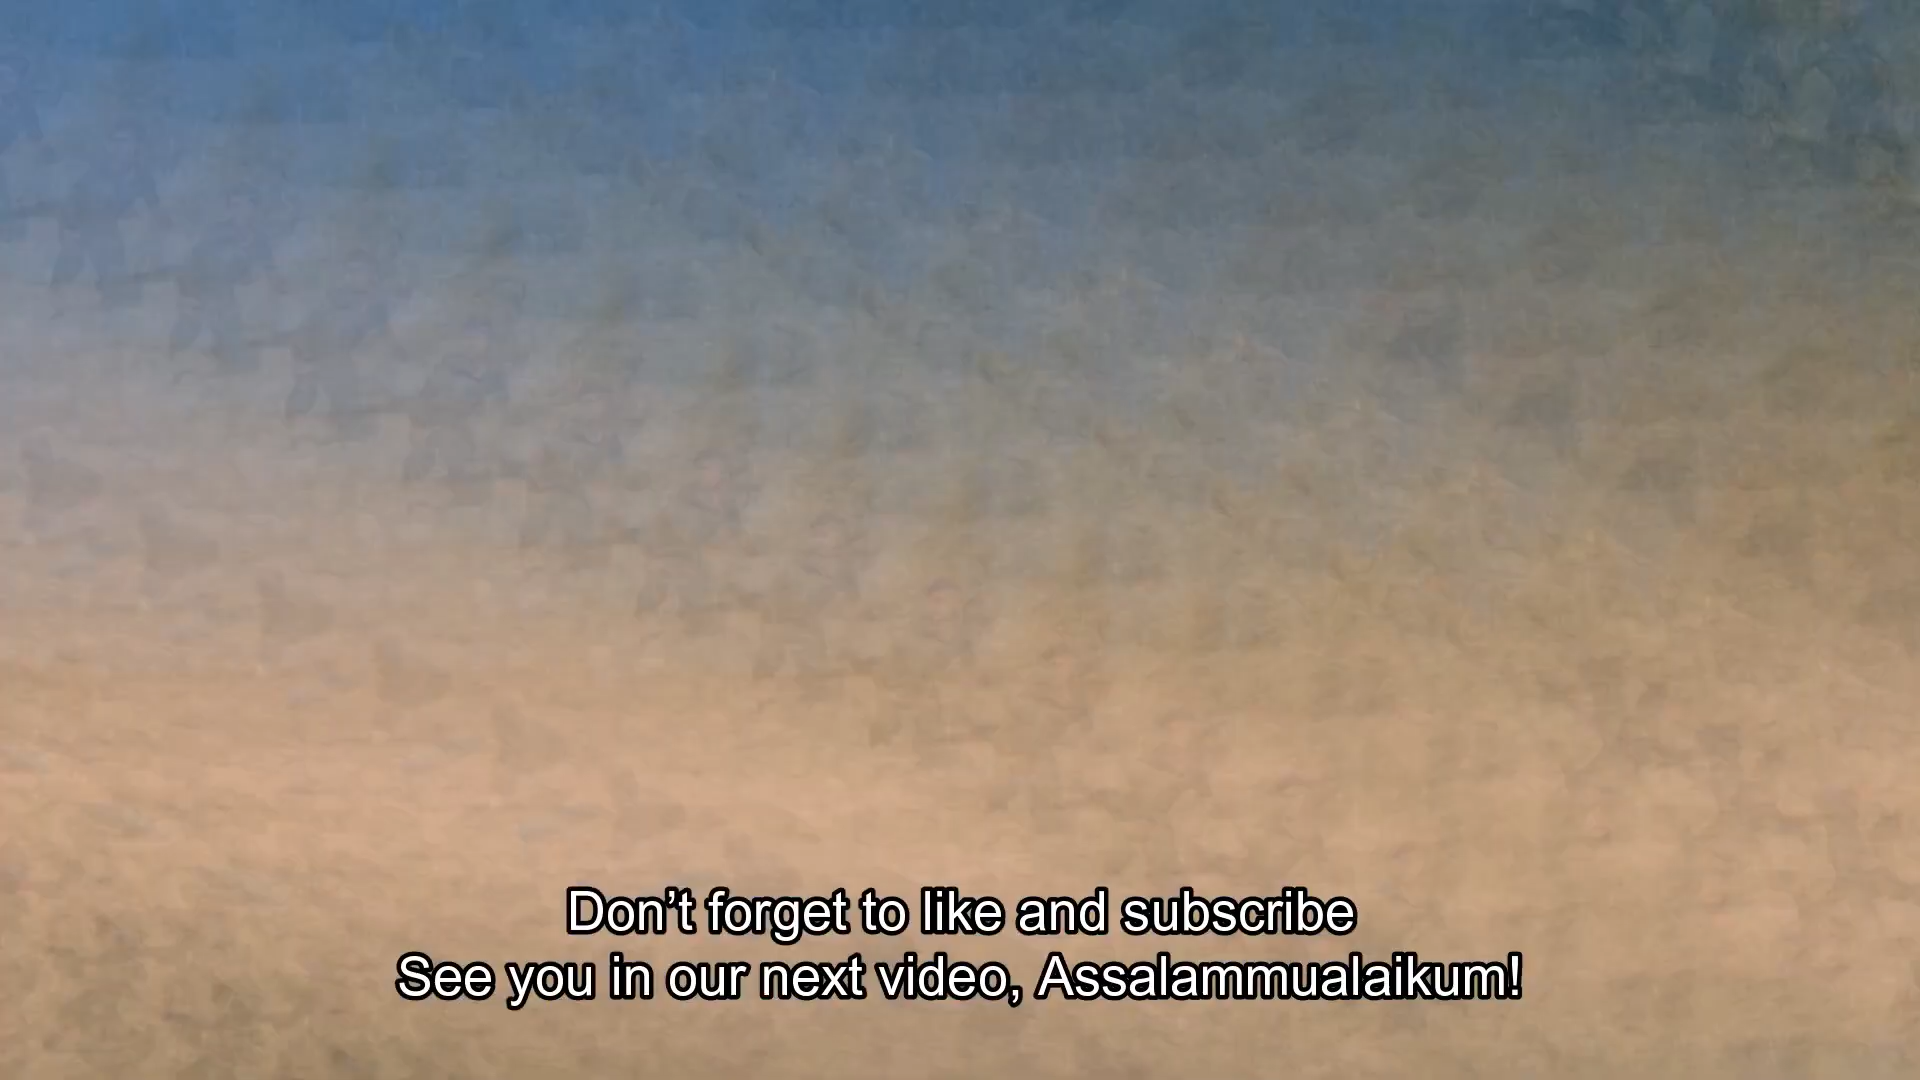 Don’t forget to like and subscribe
See you in our next video, Assalammualaikum!